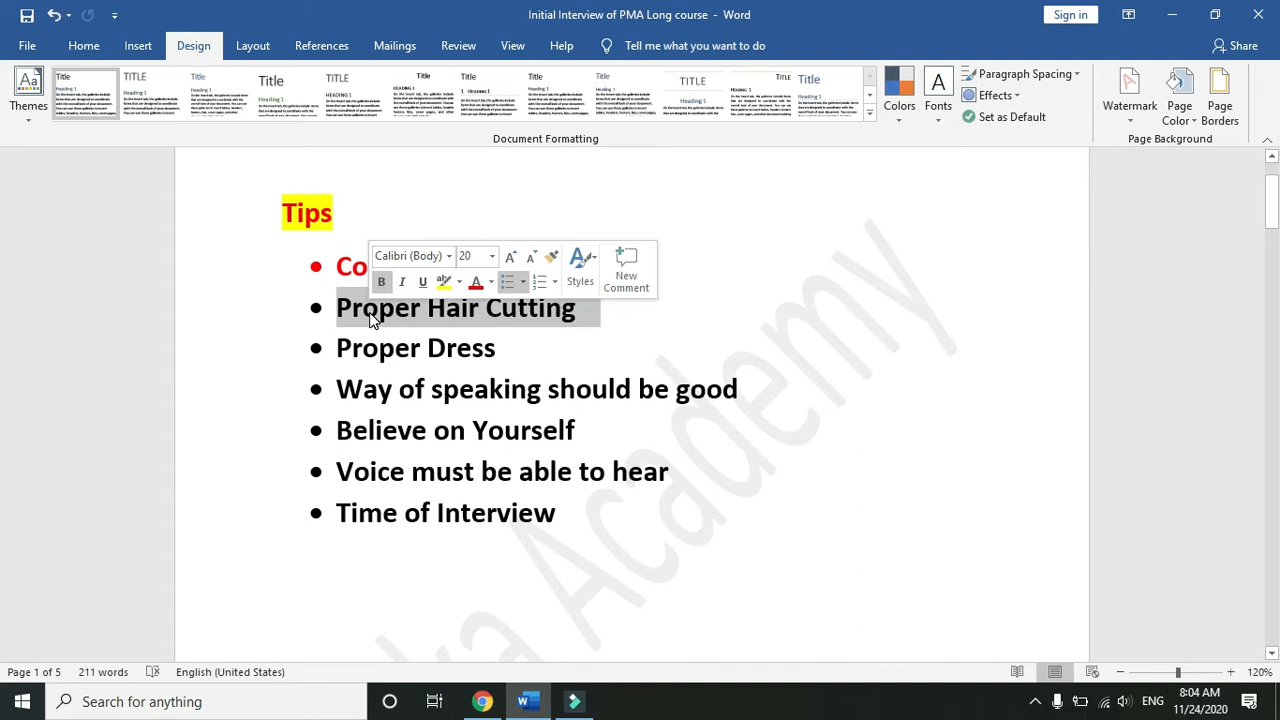 Initial Interview of PMA Long course - Word
Sign in
File Home Insert Design Layout References Mailings Review View Help Tell me what you want to do Share
Themes
Colors
Fonts
Paragraph Spacing
Effects
Set as Default
Watermark
Page Color
Page Borders
Document Formatting
Page Background
Tips
Calibri (Body) 20
B I U A
Styles
New Comment
Co
Proper Hair Cutting
Proper Dress
Way of speaking should be good
Believe on Yourself
Voice must be able to hear
Time of Interview
Academy
Page 1 of 5 211 words English (United States) 120%
Search for anything
ENG
8:04 AM
11/24/2020